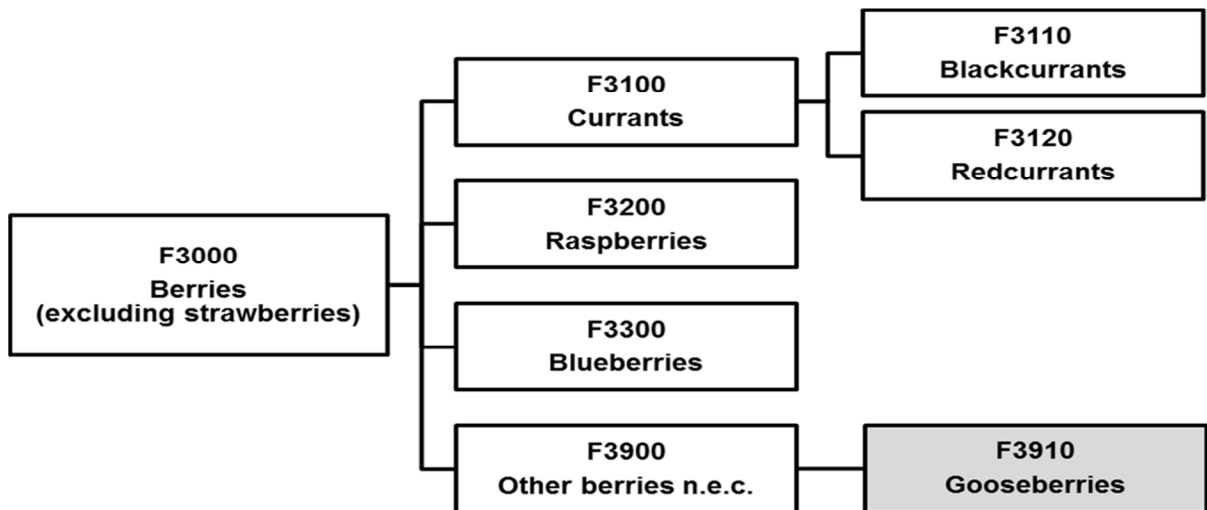 F3000
Berries
(excluding strawberries)
F3100
Currants
F3110
Blackcurrants
F3120
Redcurrants
F3200
Raspberries
F3300
Blueberries
F3900
Other berries n.e.c.
F3910
Gooseberries